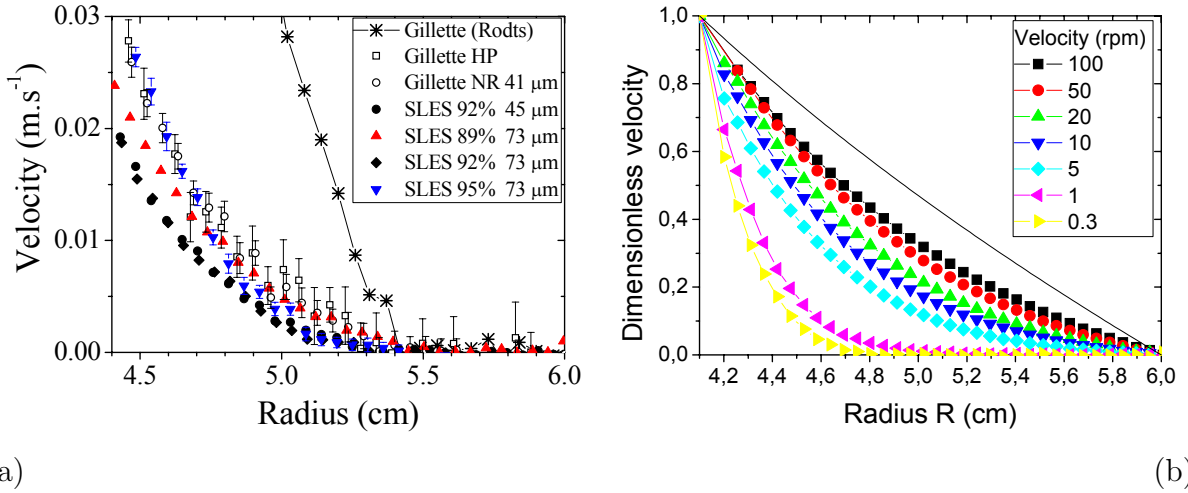 0.03
0.02
0.01
0.00
Velocity (m.s⁻¹)
4.5
5.0
5.5
6.0
Radius (cm)
Gillette (Rodts)
Gillette HP
Gillette NR 41 μm
SLES 92% 45 μm
SLES 89% 73 μm
SLES 92% 73 μm
SLES 95% 73 μm
a)
1,0
0,8
0,6
0,4
0,2
0,0
Dimensionless velocity
4,2
4,4
4,6
4,8
5,0
5,2
5,4
5,6
5,8
6,0
Radius R (cm)
Velocity (rpm)
100
50
20
10
5
1
0.3
(b)